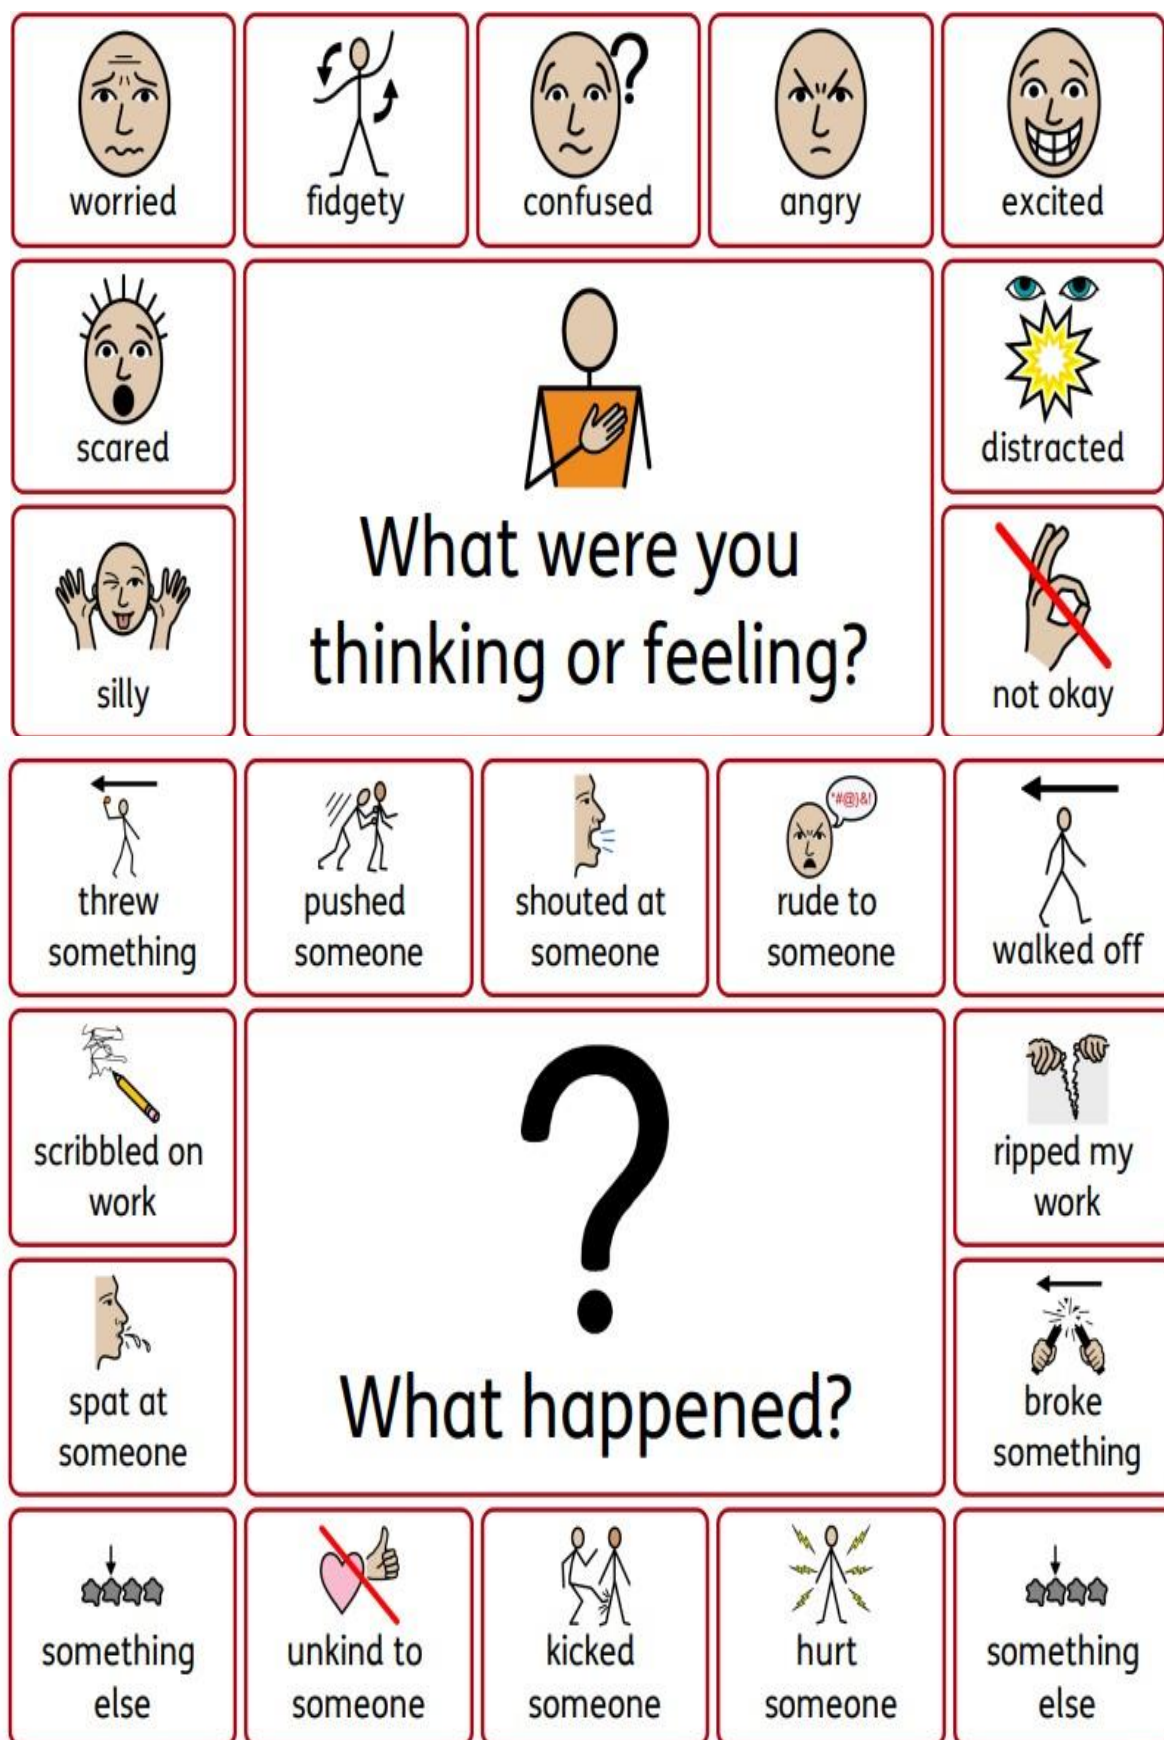 worried
fidgety
confused
angry
excited
scared
What were you
thinking or feeling?
distracted
silly
not okay
threw
something
pushed
someone
shouted at
someone
rude to
someone
*#@}&!
walked off
scribbled on
work
?
What happened?
ripped my
work
spat at
someone
broke
something
something
else
unkind to
someone
kicked
someone
hurt
someone
something
else